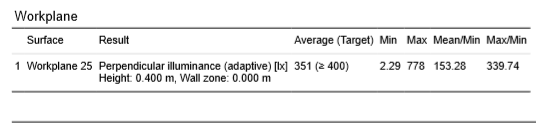 Workplane
Surface Result Average (Target) Min Max Mean/Min Max/Min
1 Workplane 25 Perpendicular illuminance (adaptive) [lx] 351 (≥ 400) 2.29 778 153.28 339.74
Height: 0.400 m, Wall zone: 0.000 m